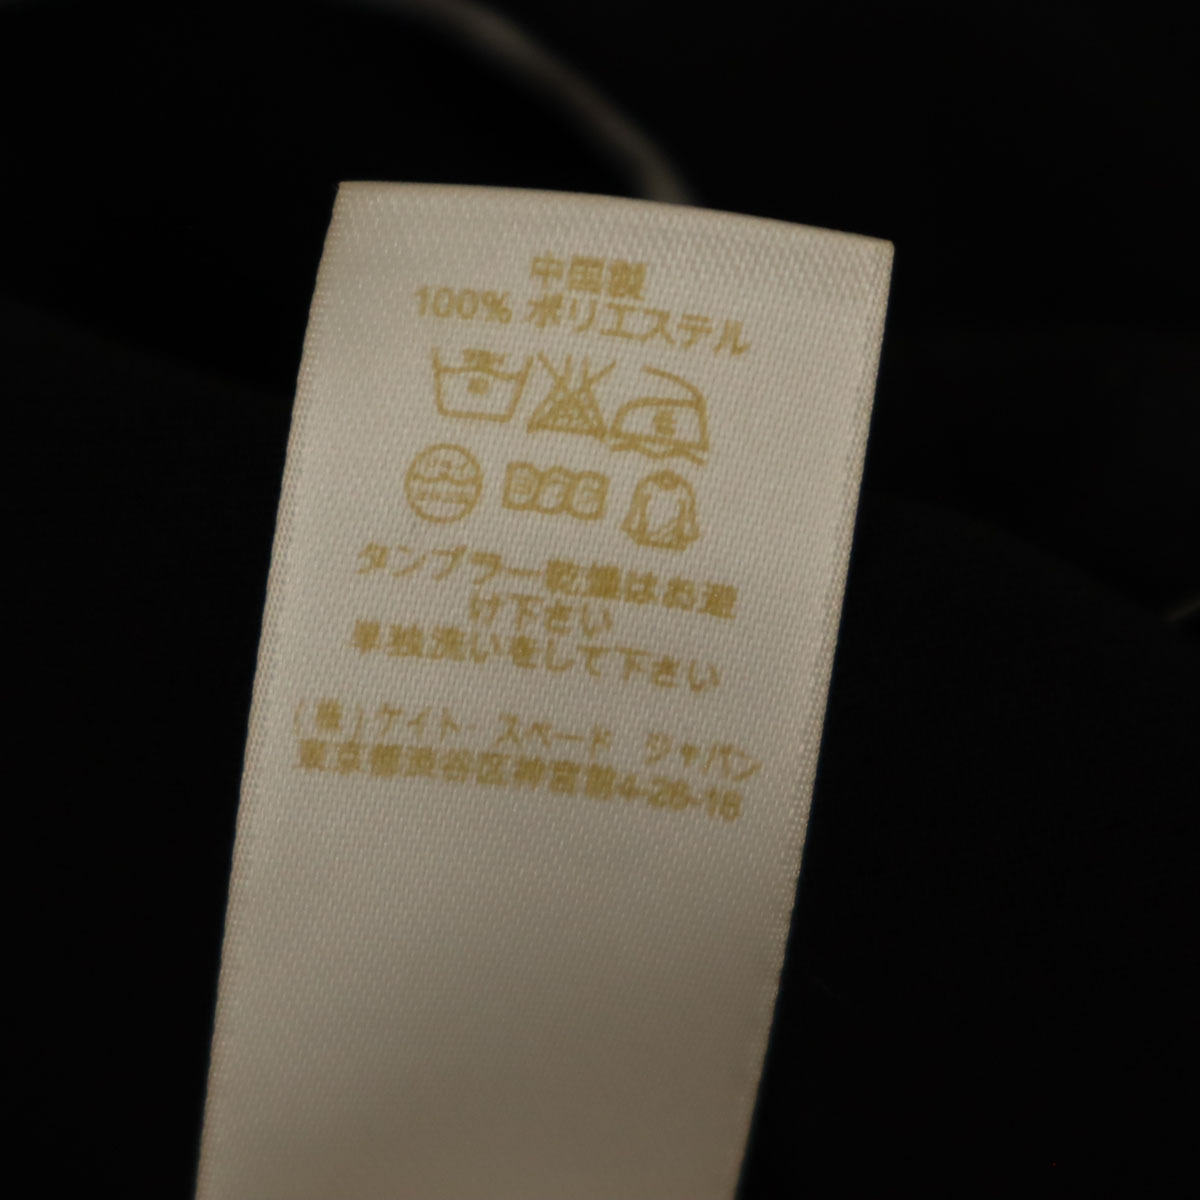 中国製
100% ポリエステル
タンブラー乾燥はお避
け下さい
単独洗いをして下さい
(株)ケイト・スペード ジャパン
東京都渋谷区神宮前4-26-18